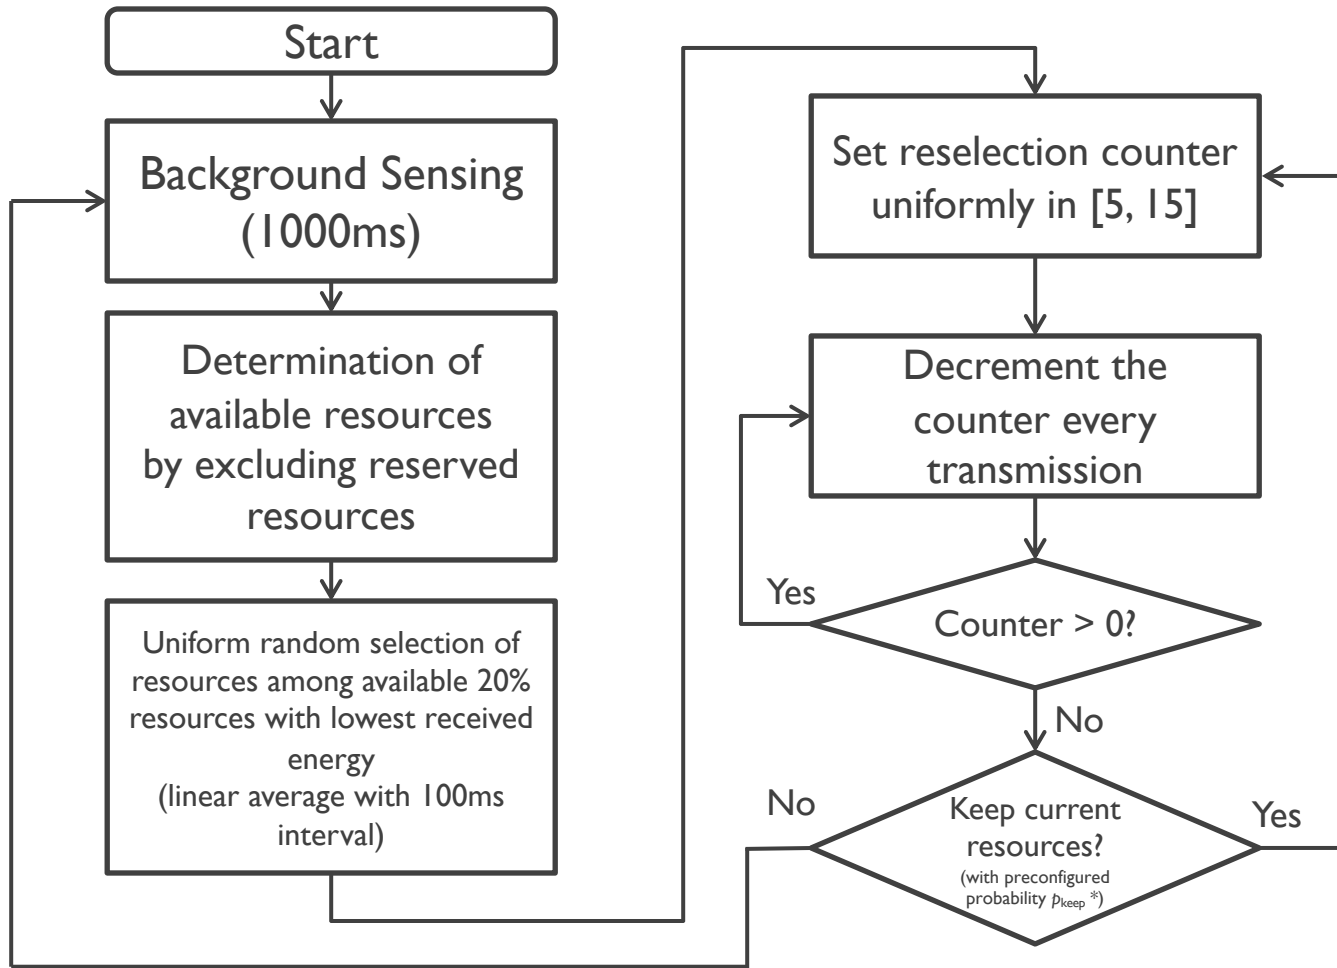 Start
Background Sensing
(1000ms)
Determination of
available resources
by excluding reserved
resources
Uniform random selection of
resources among available 20%
resources with lowest received
energy
(linear average with 100ms
interval)
Set reselection counter
uniformly in [5, 15]
Decrement the
counter every
transmission
Yes
Counter > 0?
No
No
Keep current
resources?
(with preconfigured
probability pkeep *)
Yes